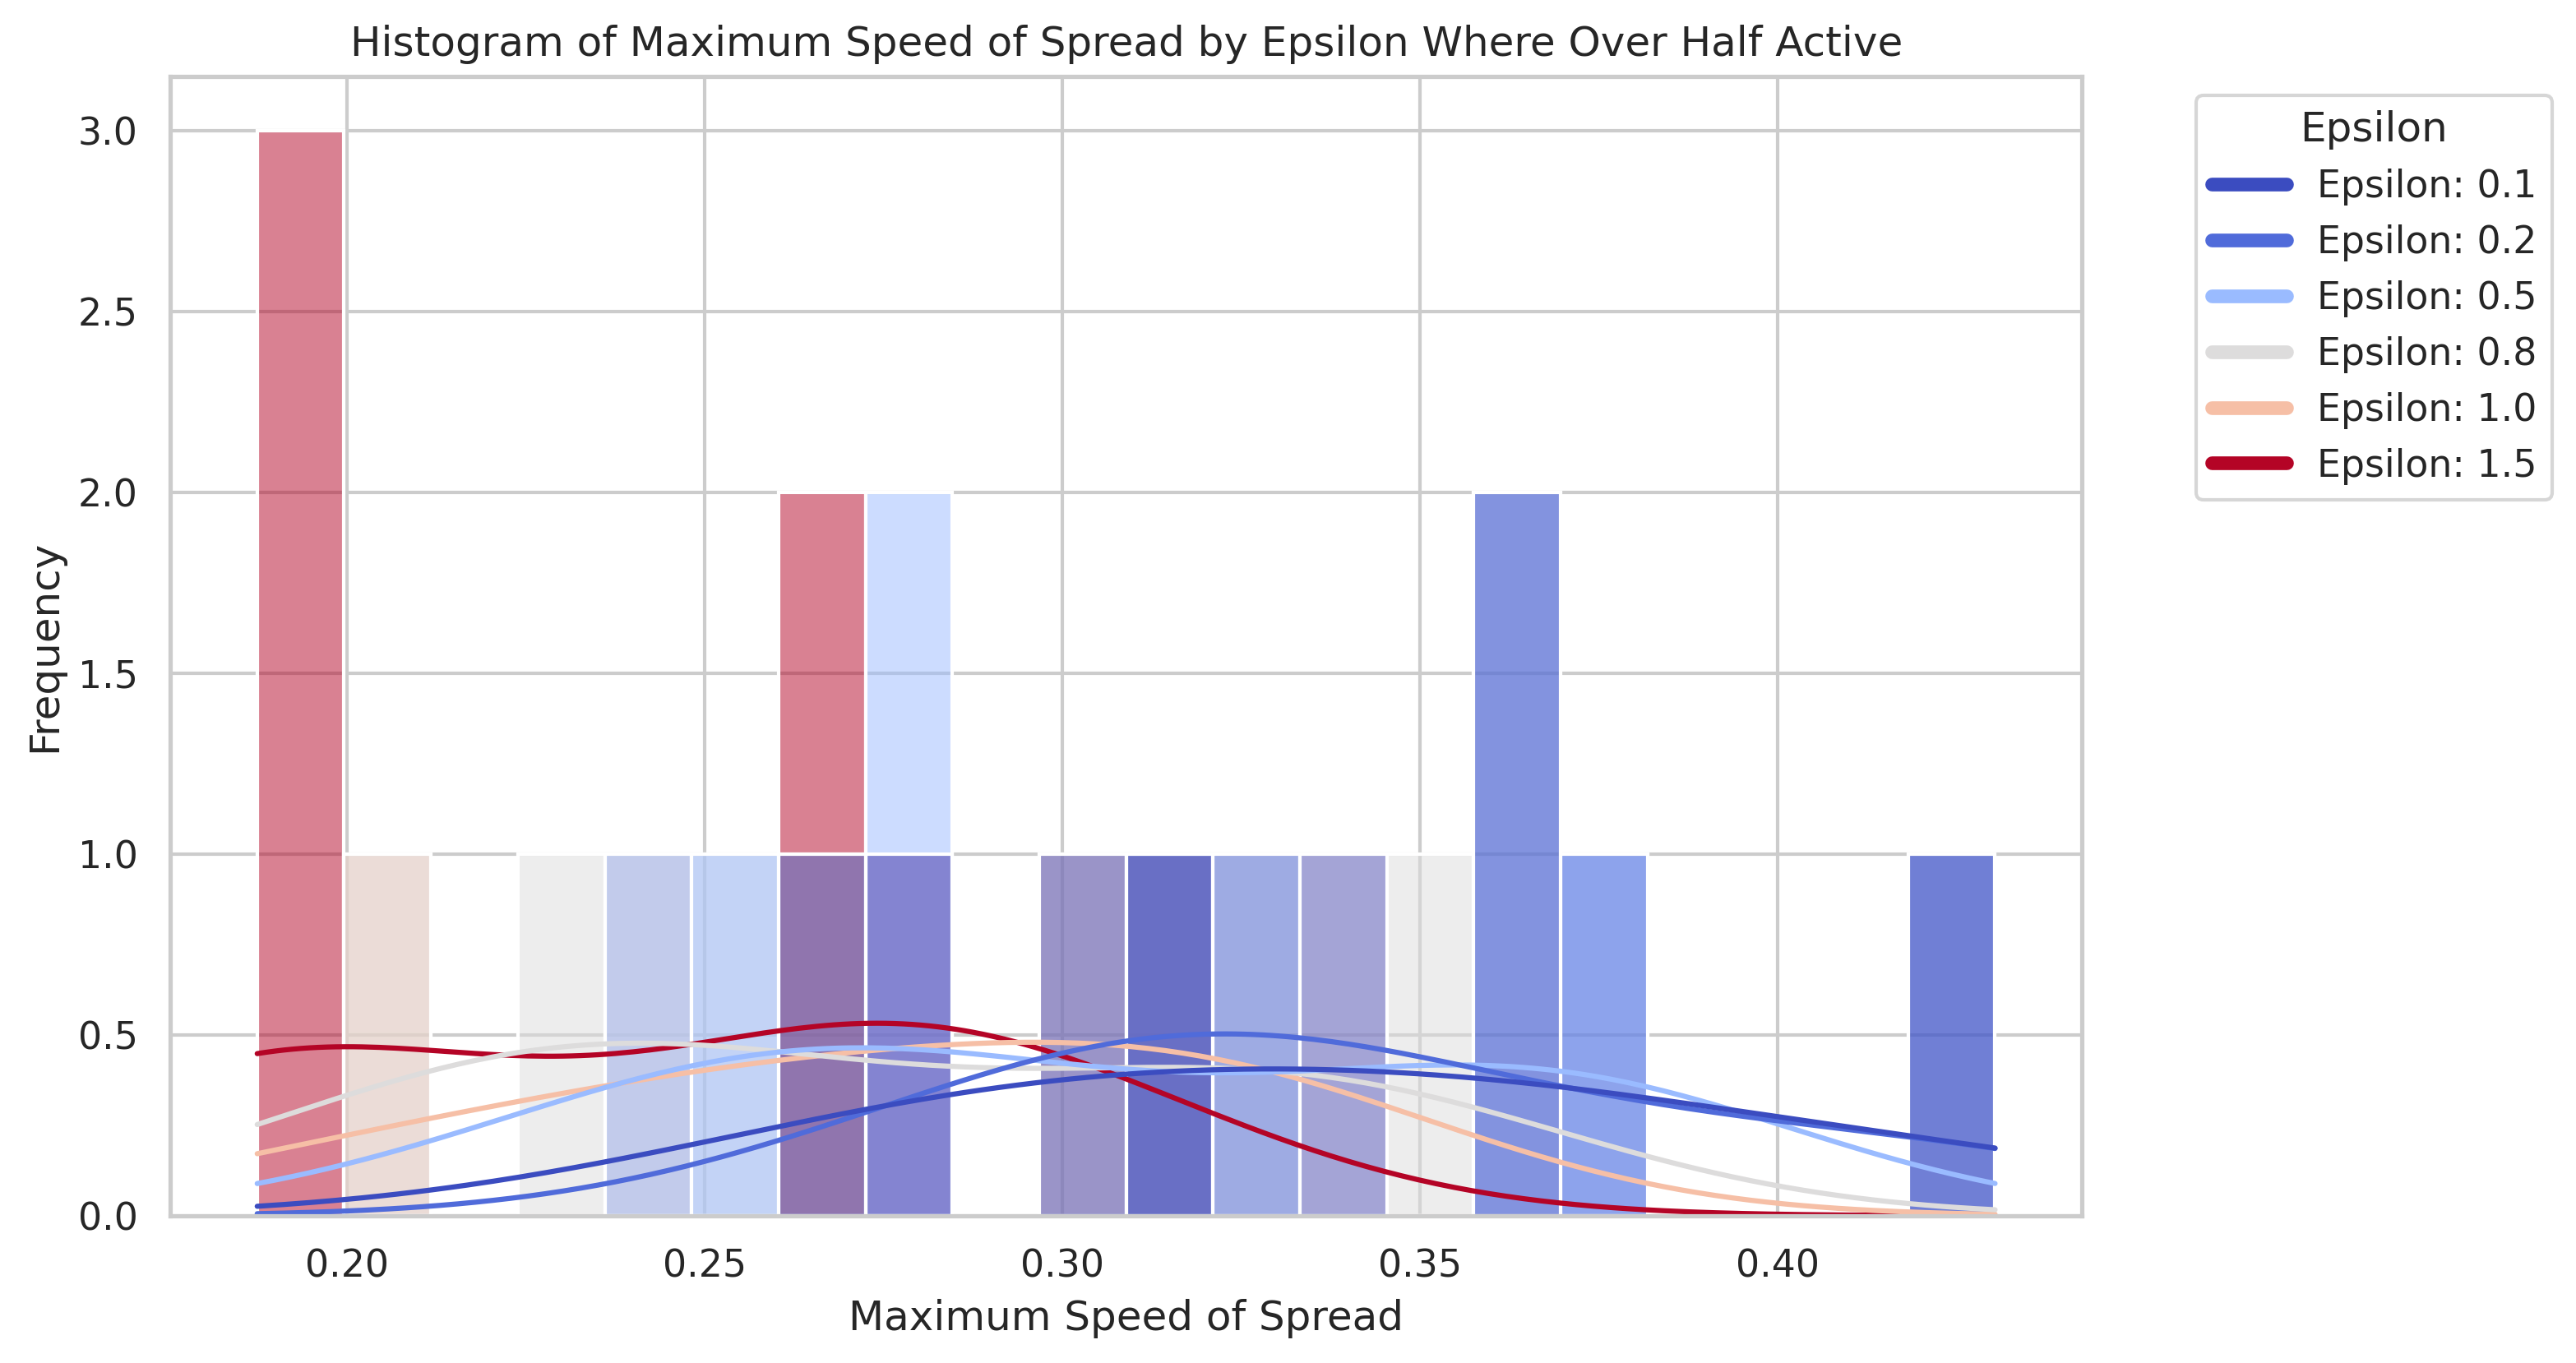 Histogram of Maximum Speed of Spread by Epsilon Where Over Half Active
3.0
2.5
2.0
1.5
1.0
0.5
0.0
Frequency
0.20
0.25
0.30
0.35
0.40
Maximum Speed of Spread
Epsilon
Epsilon: 0.1
Epsilon: 0.2
Epsilon: 0.5
Epsilon: 0.8
Epsilon: 1.0
Epsilon: 1.5